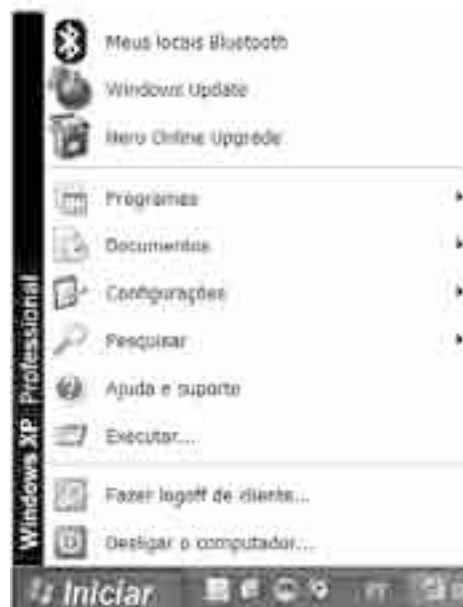 Meus locais Bluetooth
Windows Update
Nero Online Upgrade
Programas
Documentos
Configurações
Pesquisar
Ajuda e suporte
Executar...
Fazer logoff de cliente...
Desligar o computador...
Windows XP Professional
Iniciar
PT